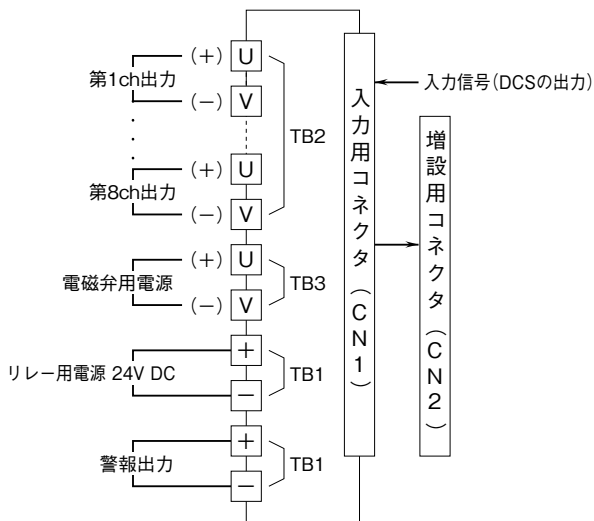 (+) U
第1ch出力
(−) V
TB2
(+) U
第8ch出力
(−) V
(+) U
電磁弁用電源
TB3
(−) V
+
リレー用電源 24V DC
TB1
−
+
警報出力
TB1
−
入力用コネクタ(CN1)
入力信号(DCSの出力)
増設用コネクタ(CN2)